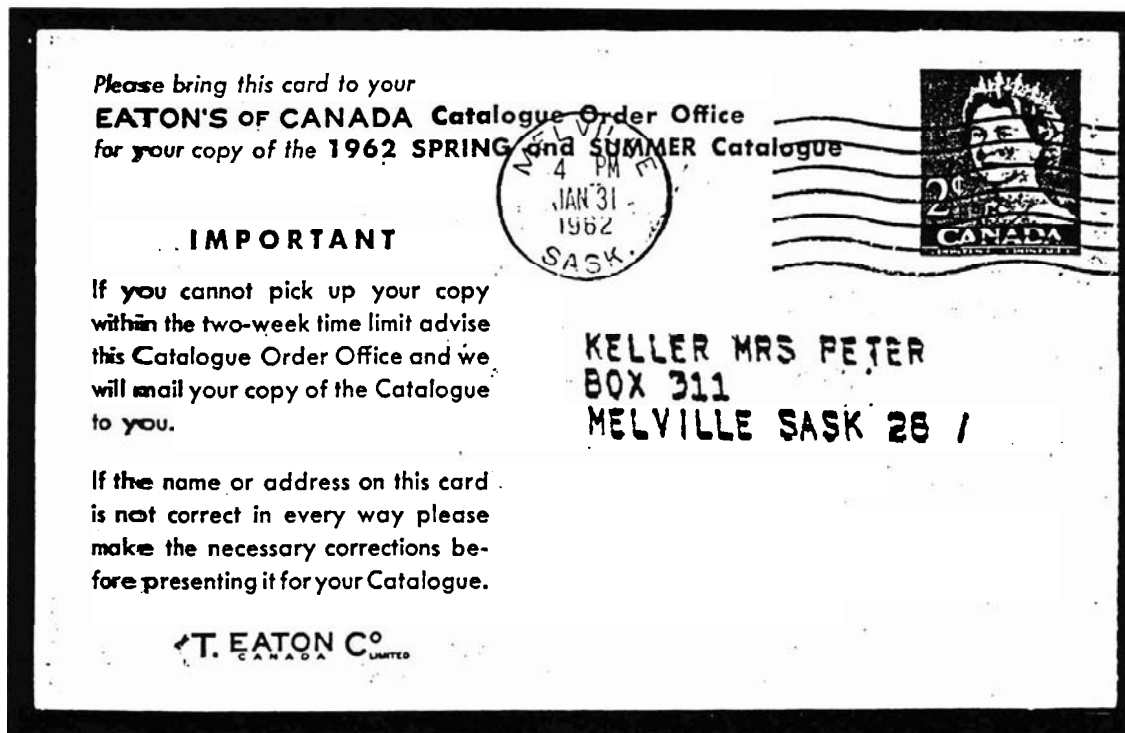 Please bring this card to your
EATON'S OF CANADA Catalogue Order Office
for your copy of the 1962 SPRING and SUMMER Catalogue
MELVILLE
4 PM
JAN 31
1962
SASK.
2¢
CANADA
IMPORTANT
If you cannot pick up your copy
within the two-week time limit advise
this Catalogue Order Office and we
will mail your copy of the Catalogue
to you.
KELLER MRS PETER
BOX 311
MELVILLE SASK 28 /
If the name or address on this card
is not correct in every way please
make the necessary corrections be-
fore presenting it for your Catalogue.
T. EATON Co
CANADA LIMITED